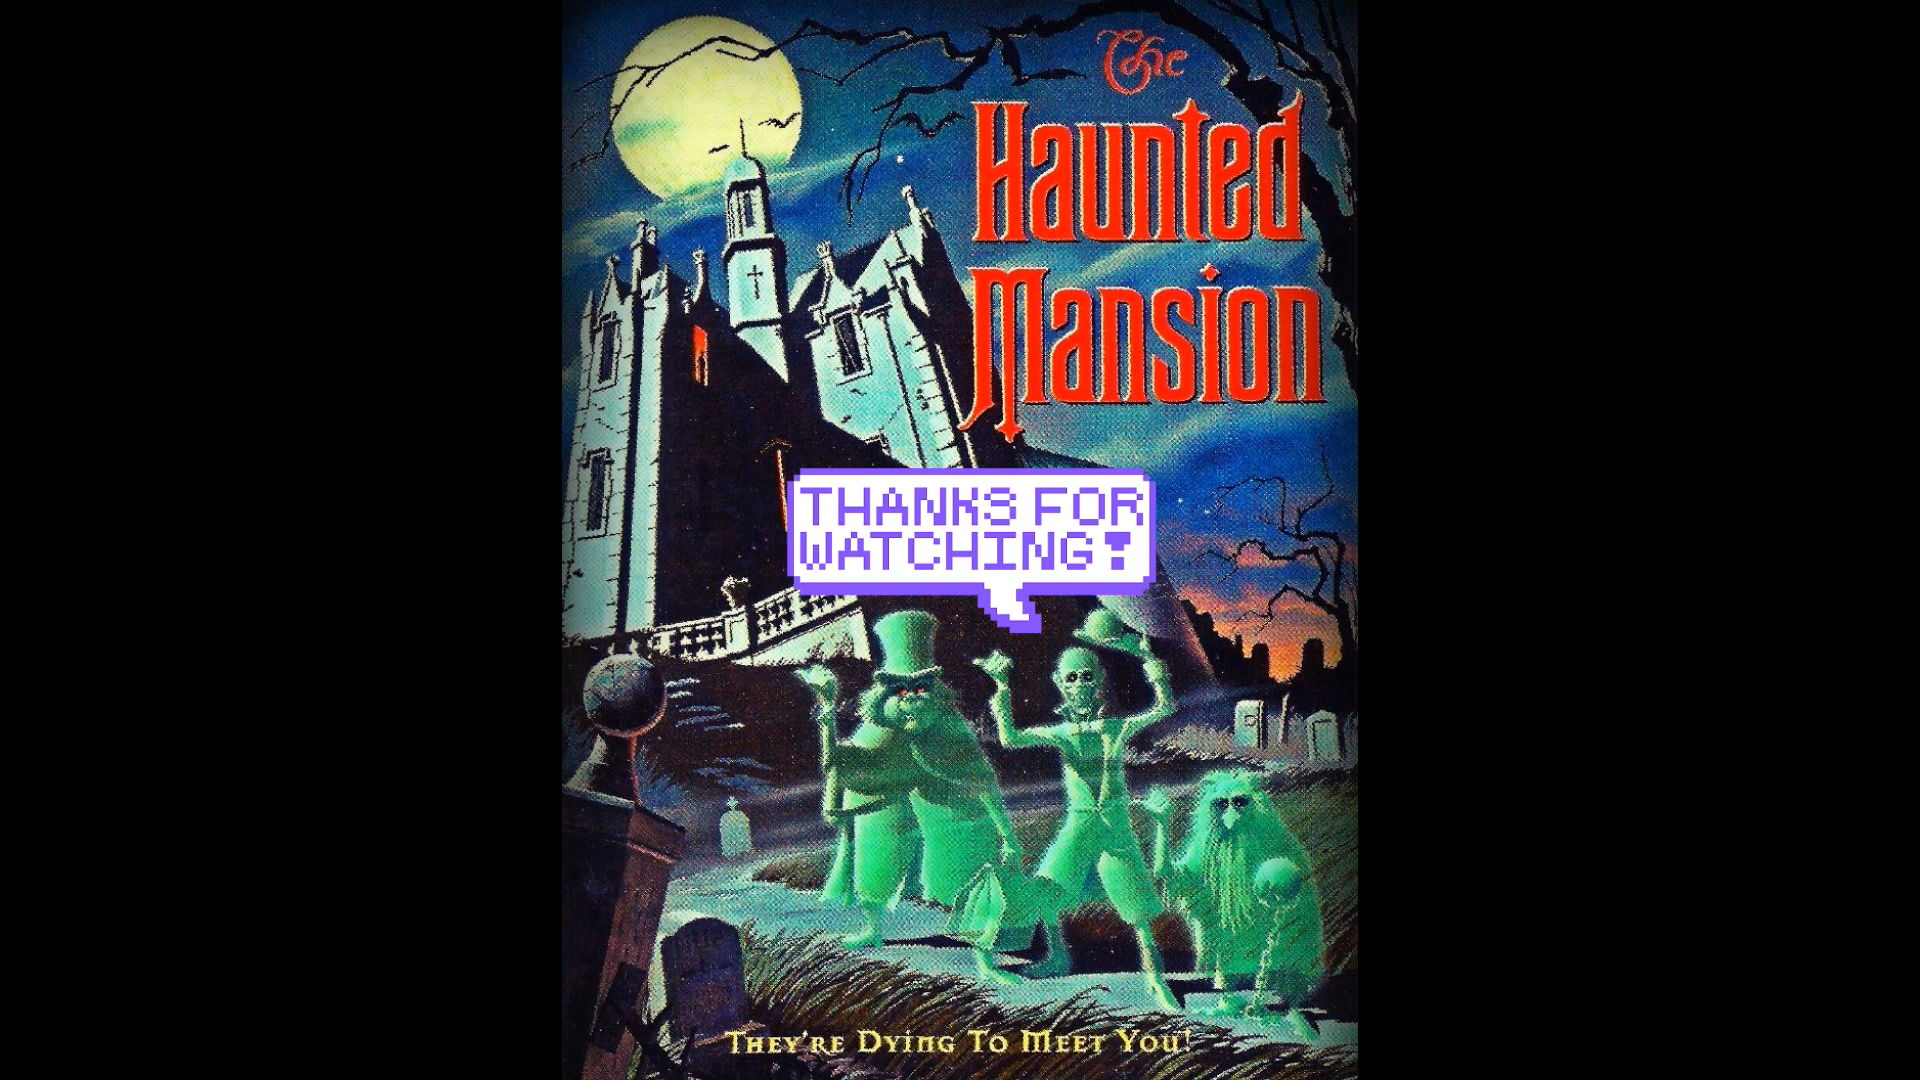 The
Haunted
Mansion
THANKS FOR
WATCHING!
They're Dying To Meet You!